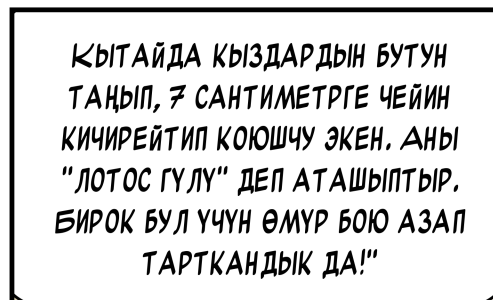 Кытайда кыздардын бутун
таңып, 7 сантиметрге чейин
кичирейтип коюшчу экен. Аны
"лотос гүлү" деп аташыптыр.
Бирок бул үчүн өмүр бою азап
тарткандык да!"